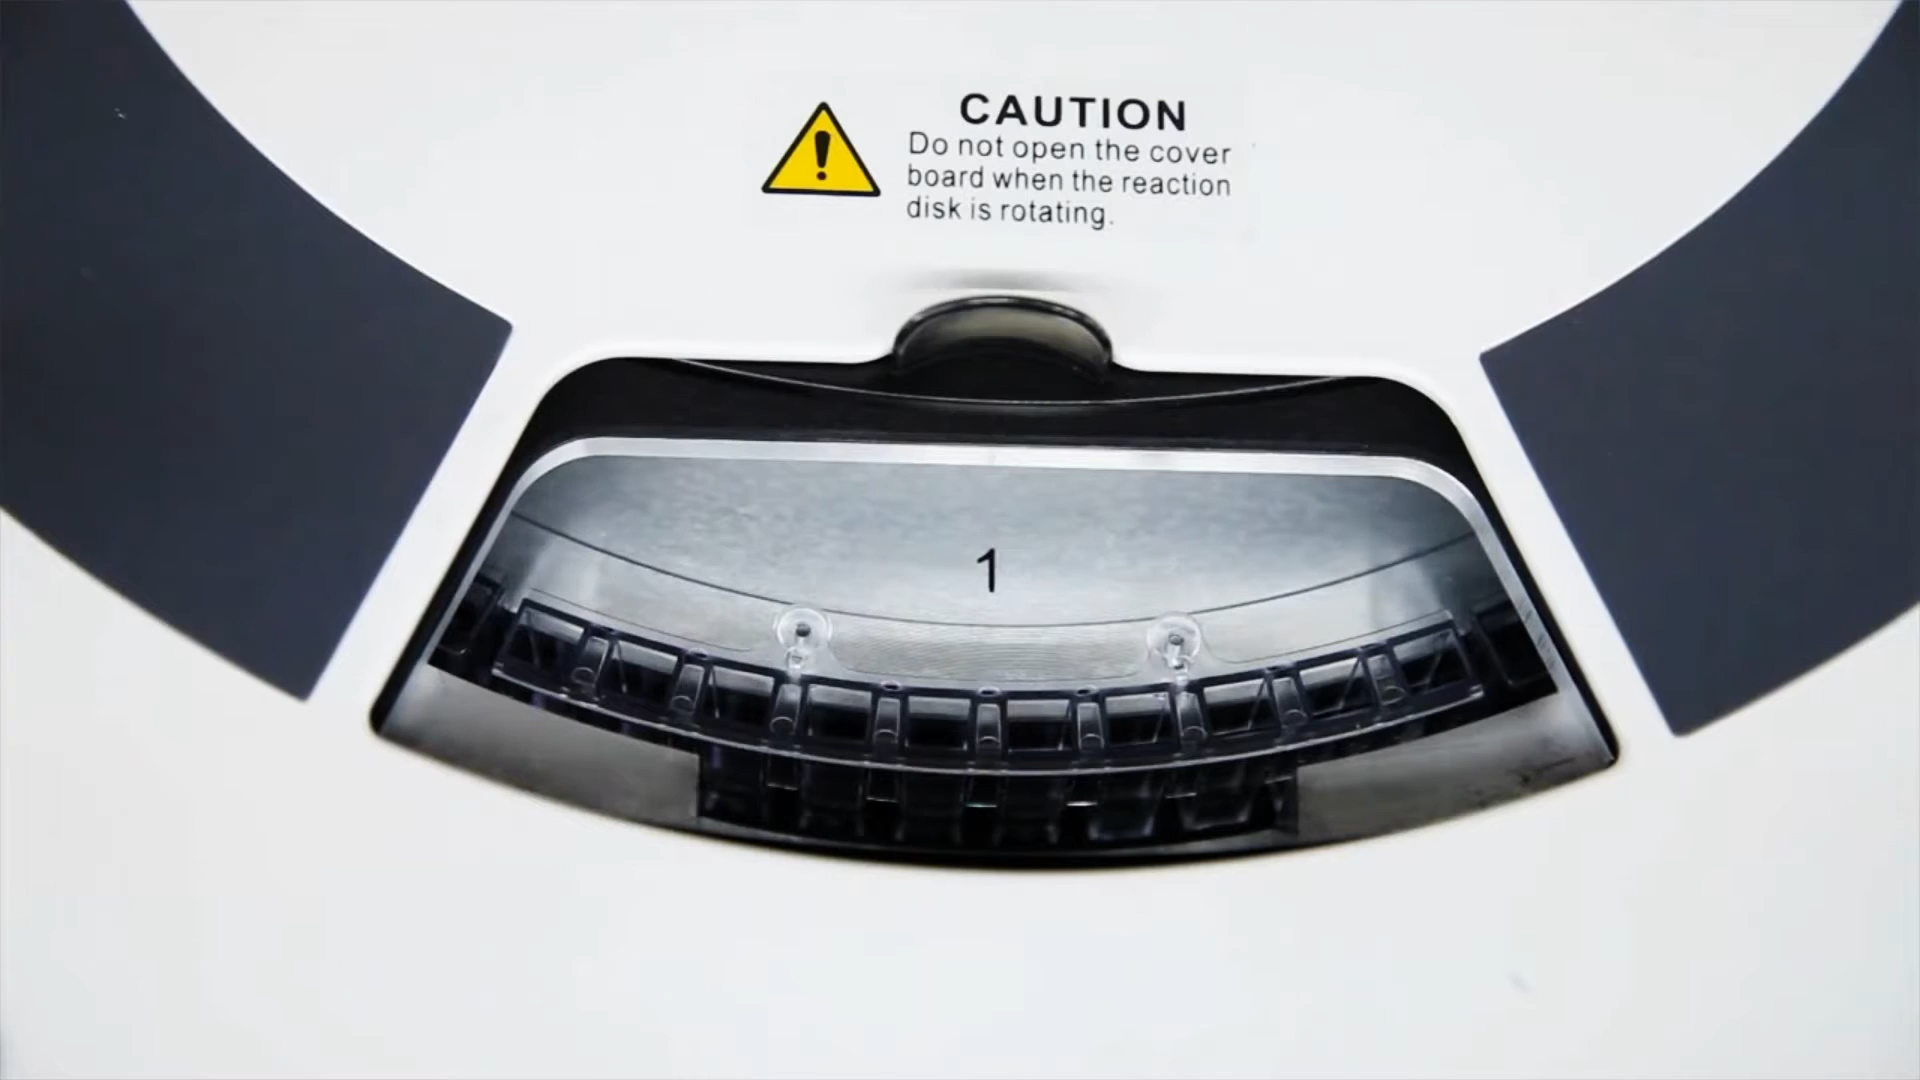 CAUTION
Do not open the cover
board when the reaction
disk is rotating.
1